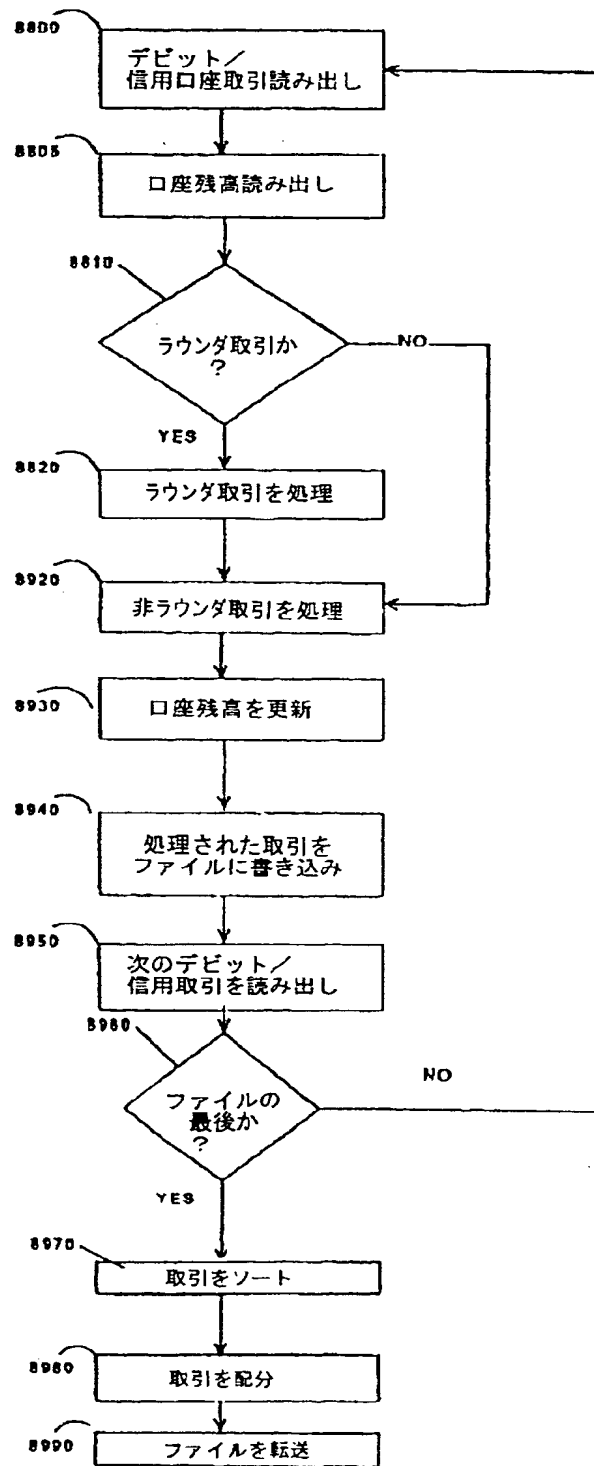 8800
デビット／
信用口座取引読み出し
8805
口座残高読み出し
8810
ラウンダ取引か
？
NO
YES
8820
ラウンダ取引を処理
8920
非ラウンダ取引を処理
8930
口座残高を更新
8940
処理された取引を
ファイルに書き込み
8950
次のデビット／
信用取引を読み出し
8960
ファイルの
最後か
？
NO
YES
8970
取引をソート
8980
取引を配分
8990
ファイルを転送